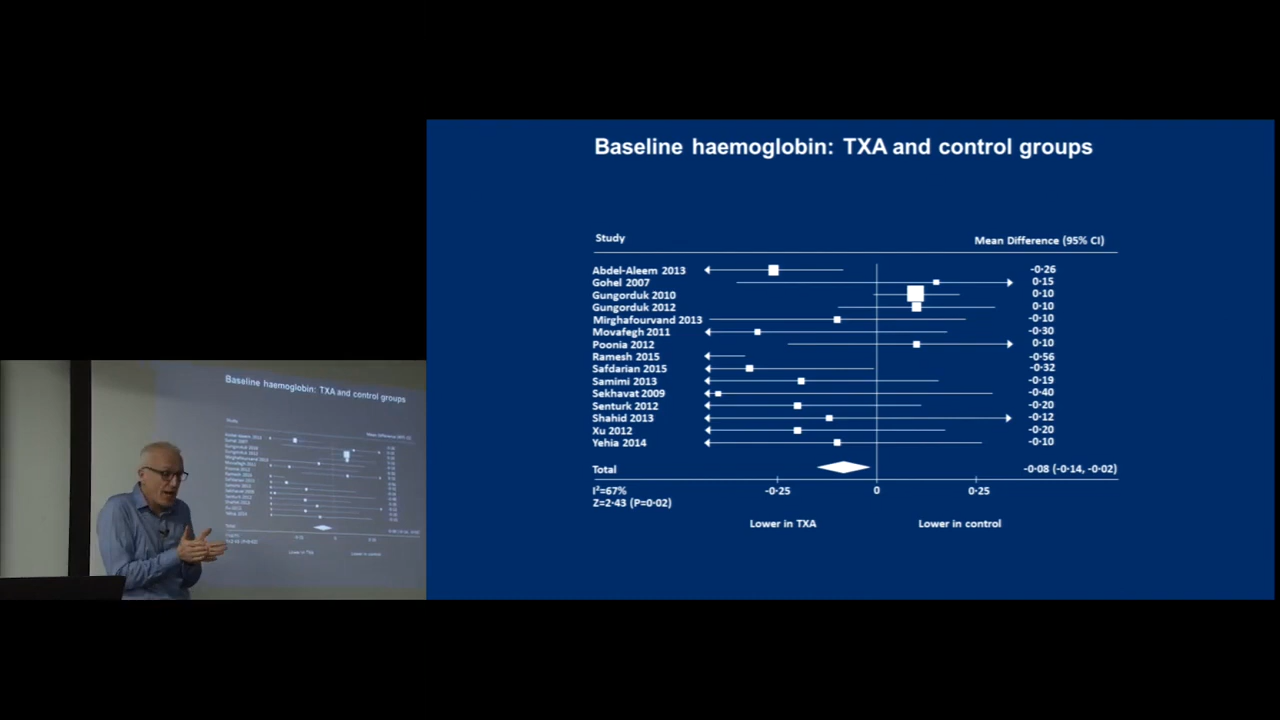 Baseline haemoglobin: TXA and control groups
Study Mean Difference (95% CI)
Abdel-Aleem 2013 -0·26
Gohel 2007 0·15
Gungorduk 2010 0·10
Gungorduk 2012 0·10
Mirghafourvand 2013 -0·10
Movafegh 2011 -0·30
Poonia 2012 0·10
Ramesh 2015 -0·56
Safdarian 2015 -0·32
Samimi 2013 -0·19
Sekhavat 2009 -0·40
Senturk 2012 -0·20
Shahid 2013 -0·12
Xu 2012 -0·20
Yehia 2014 -0·10
Total -0·08 (-0·14, -0·02)
I²=67% -0·25 0 0·25
Z=2·43 (P=0·02)
Lower in TXA Lower in control
Baseline haemoglobin: TXA and control groups